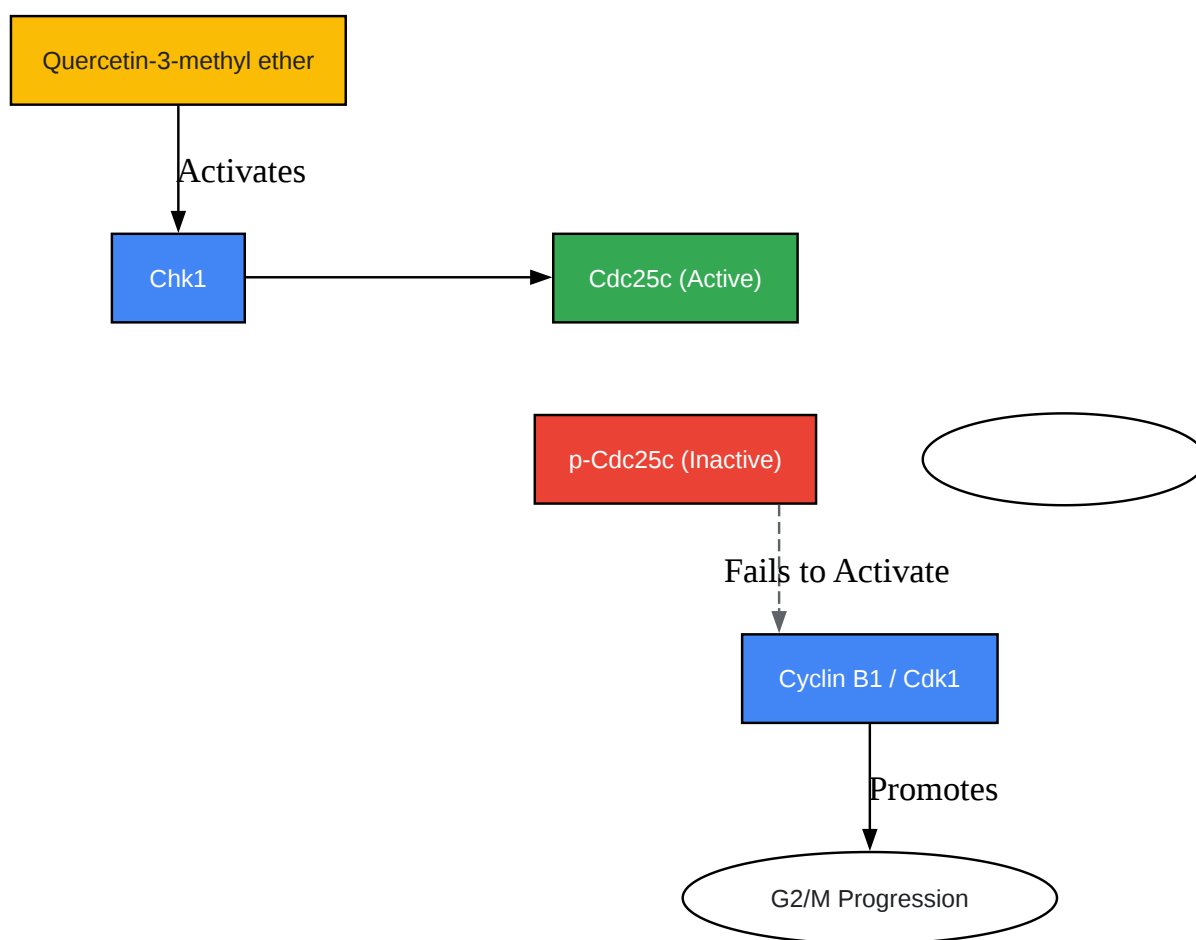 Quercetin-3-methyl ether
Activates
Chk1
Cdc25c (Active)
p-Cdc25c (Inactive)
Fails to Activate
Cyclin B1 / Cdk1
Promotes
G2/M Progression